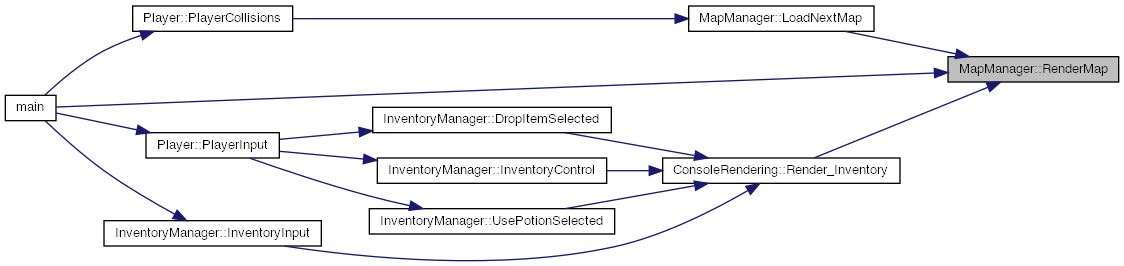 Player::PlayerCollisions
MapManager::LoadNextMap
MapManager::RenderMap
main
InventoryManager::DropItemSelected
Player::PlayerInput
InventoryManager::InventoryControl
ConsoleRendering::Render_Inventory
InventoryManager::UsePotionSelected
InventoryManager::InventoryInput